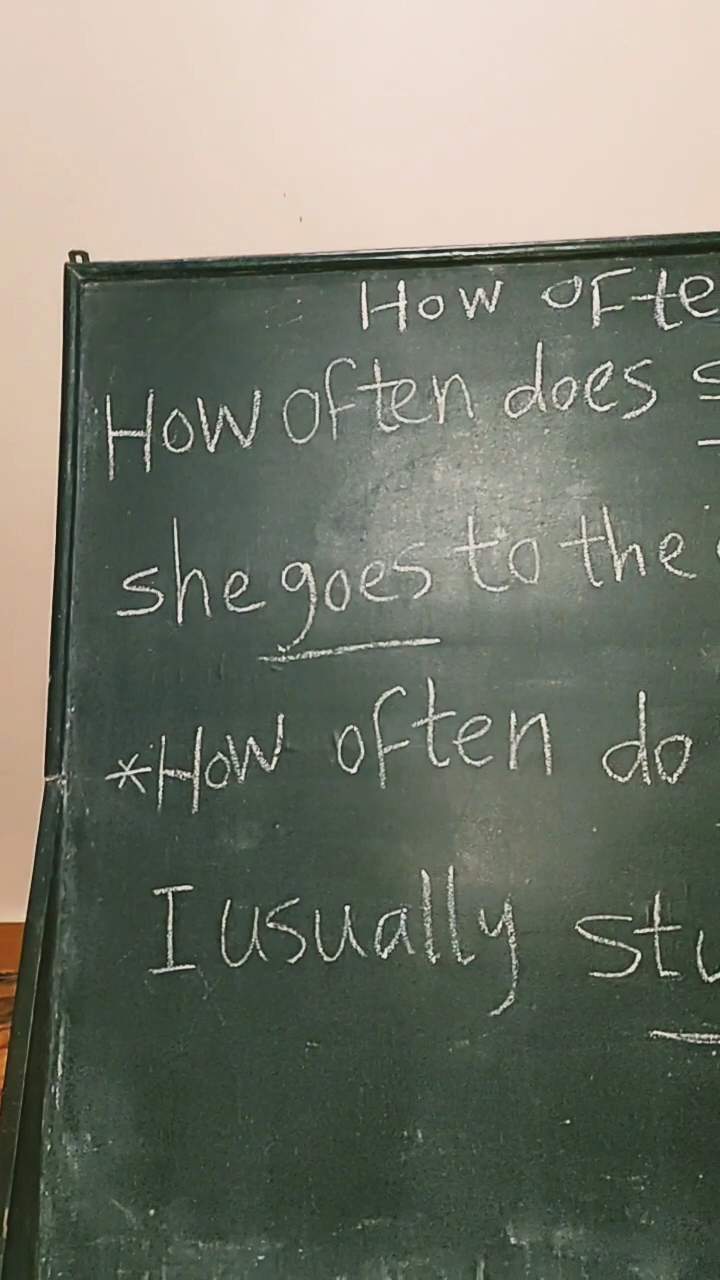 How ofte
How often does s
she goes to the
*How often do
I usually stu